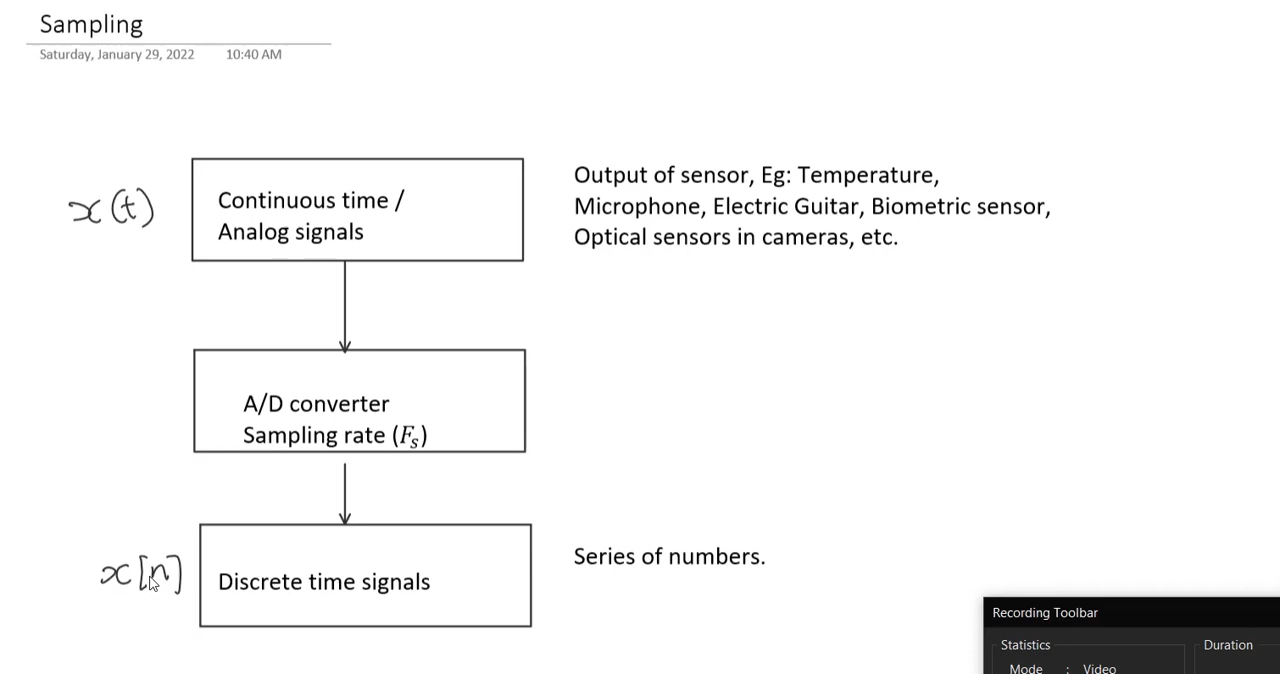 Sampling
Saturday, January 29, 2022 10:40 AM
x(t)
Continuous time /
Analog signals
Output of sensor, Eg: Temperature,
Microphone, Electric Guitar, Biometric sensor,
Optical sensors in cameras, etc.
A/D converter
Sampling rate (Fₛ)
x[n]
Discrete time signals
Series of numbers.
Recording Toolbar
Statistics
Duration
Mode : Video